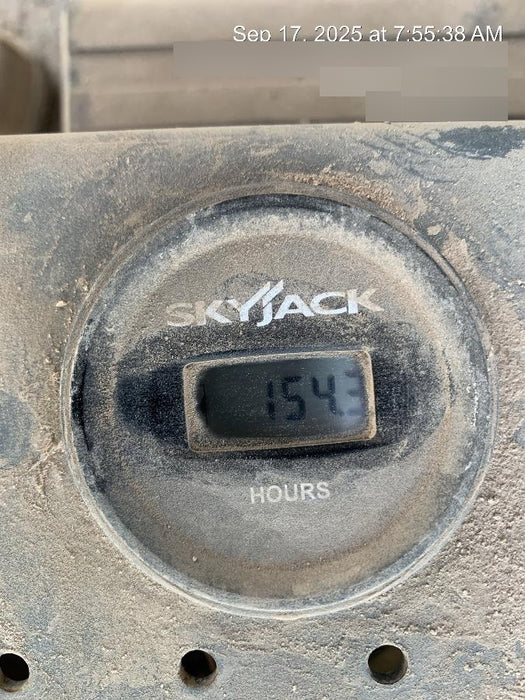 Sep 17, 2025 at 7:55:38 AM
SKYJACK
154.3
HOURS